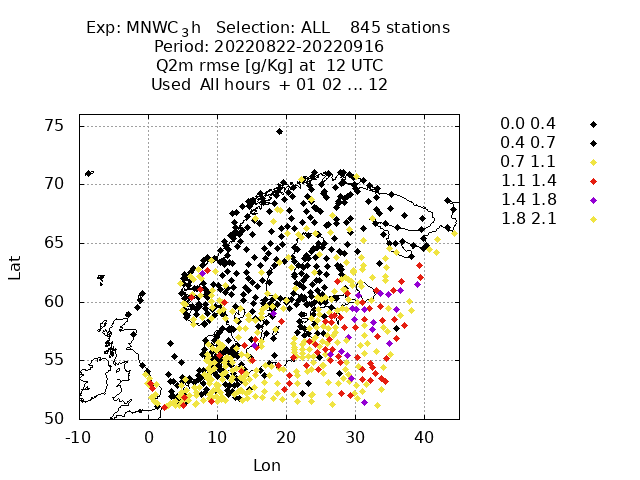 Exp: MNWC_3h   Selection: ALL    845 stations
Period: 20220822-20220916
Q2m rmse [g/Kg] at  12 UTC
Used  All hours  + 01 02 ... 12
0.0 0.4
0.4 0.7
0.7 1.1
1.1 1.4
1.4 1.8
1.8 2.1
75
70
65
60
55
50
Lat
-10 0 10 20 30 40
Lon